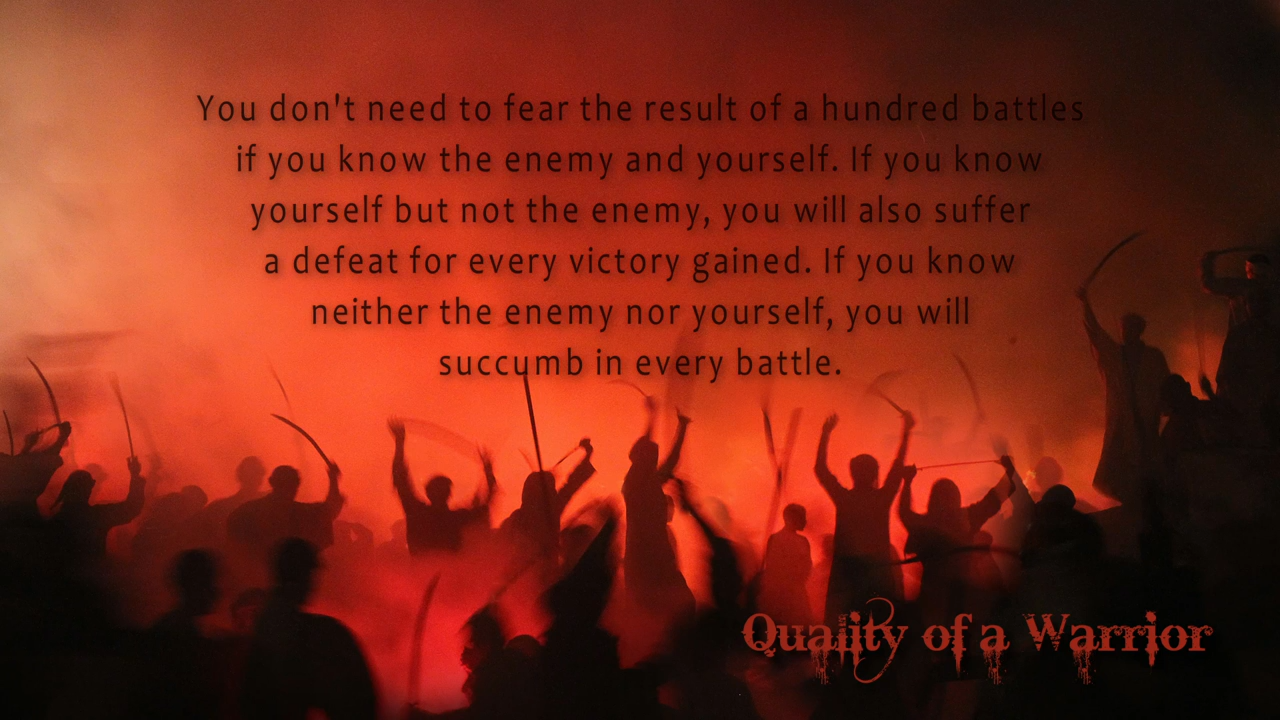 You don't need to fear the result of a hundred battles
if you know the enemy and yourself. If you know
yourself but not the enemy, you will also suffer
a defeat for every victory gained. If you know
neither the enemy nor yourself, you will
succumb in every battle.
Quality of a Warrior